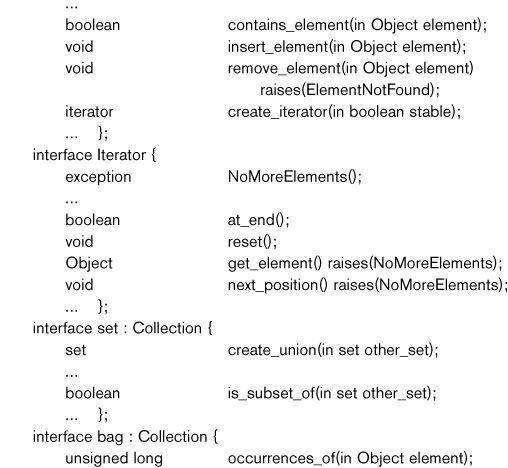 ...
boolean contains_element(in Object element);
void insert_element(in Object element);
void remove_element(in Object element)
raises(ElementNotFound);
iterator create_iterator(in boolean stable);
... };
interface Iterator {
exception NoMoreElements();
...
boolean at_end();
void reset();
Object get_element() raises(NoMoreElements);
void next_position() raises(NoMoreElements);
... };
interface set : Collection {
set create_union(in set other_set);
...
boolean is_subset_of(in set other_set);
... };
interface bag : Collection {
unsigned long occurrences_of(in Object element);